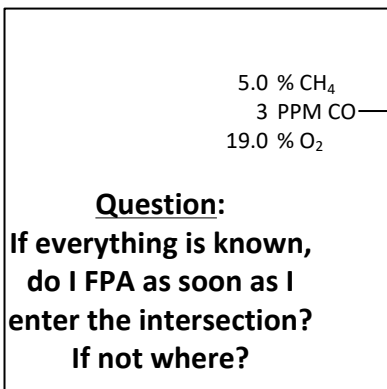 5.0 % CH₄
3 PPM CO
19.0 % O₂
Question:
If everything is known,
do I FPA as soon as I
enter the intersection?
If not where?